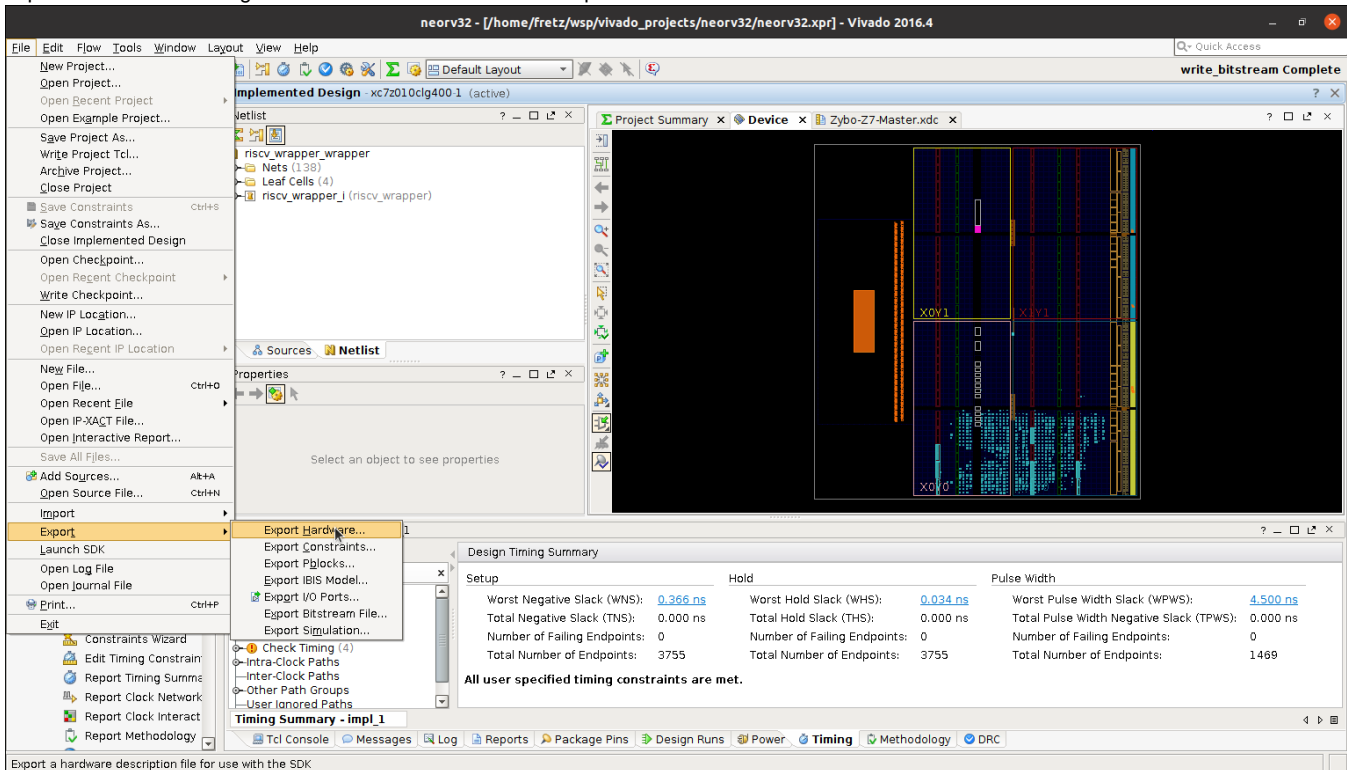 neorv32 - [/home/fretz/wsp/vivado_projects/neorv32/neorv32.xpr] - Vivado 2016.4
File Edit Flow Tools Window Layout View Help
Quick Access
Default Layout
write_bitstream Complete
New Project...
Open Project...
Open Recent Project
Open Example Project...
Save Project As...
Write Project Tcl...
Archive Project...
Close Project
Save Constraints Ctrl+S
Save Constraints As...
Close Implemented Design
Open Checkpoint...
Open Recent Checkpoint
Write Checkpoint...
New IP Location...
Open IP Location...
Open Recent IP Location
New File...
Open File... Ctrl+O
Open Recent File
Open IP-XACT File...
Open Interactive Report...
Save All Files...
Add Sources... Alt+A
Open Source File... Ctrl+N
Import
Export
Launch SDK
Open Log File
Open Journal File
Print... Ctrl+P
Exit
Export Hardware...
Export Constraints...
Export Pblocks...
Export IBIS Model...
Export I/O Ports...
Export Bitstream File...
Export Simulation...
Implemented Design - xc7z010clg400-1 (active)
Netlist
riscv_wrapper_wrapper
Nets (138)
Leaf Cells (4)
riscv_wrapper_i (riscv_wrapper)
Sources Netlist
Properties
Select an object to see properties
Project Summary Device Zybo-Z7-Master.xdc
X0Y1 X1Y1
X0Y0
Constraints Wizard
Edit Timing Constrain
Report Timing Summa
Report Clock Network
Report Clock Interact
Report Methodology
Check Timing (4)
Intra-Clock Paths
Inter-Clock Paths
Other Path Groups
User Ignored Paths
Timing Summary - impl_1
Design Timing Summary
Setup Hold Pulse Width
Worst Negative Slack (WNS): 0.366 ns Worst Hold Slack (WHS): 0.034 ns Worst Pulse Width Slack (WPWS): 4.500 ns
Total Negative Slack (TNS): 0.000 ns Total Hold Slack (THS): 0.000 ns Total Pulse Width Negative Slack (TPWS): 0.000 ns
Number of Failing Endpoints: 0 Number of Failing Endpoints: 0 Number of Failing Endpoints: 0
Total Number of Endpoints: 3755 Total Number of Endpoints: 3755 Total Number of Endpoints: 1469
All user specified timing constraints are met.
Tcl Console Messages Log Reports Package Pins Design Runs Power Timing Methodology DRC
Export a hardware description file for use with the SDK